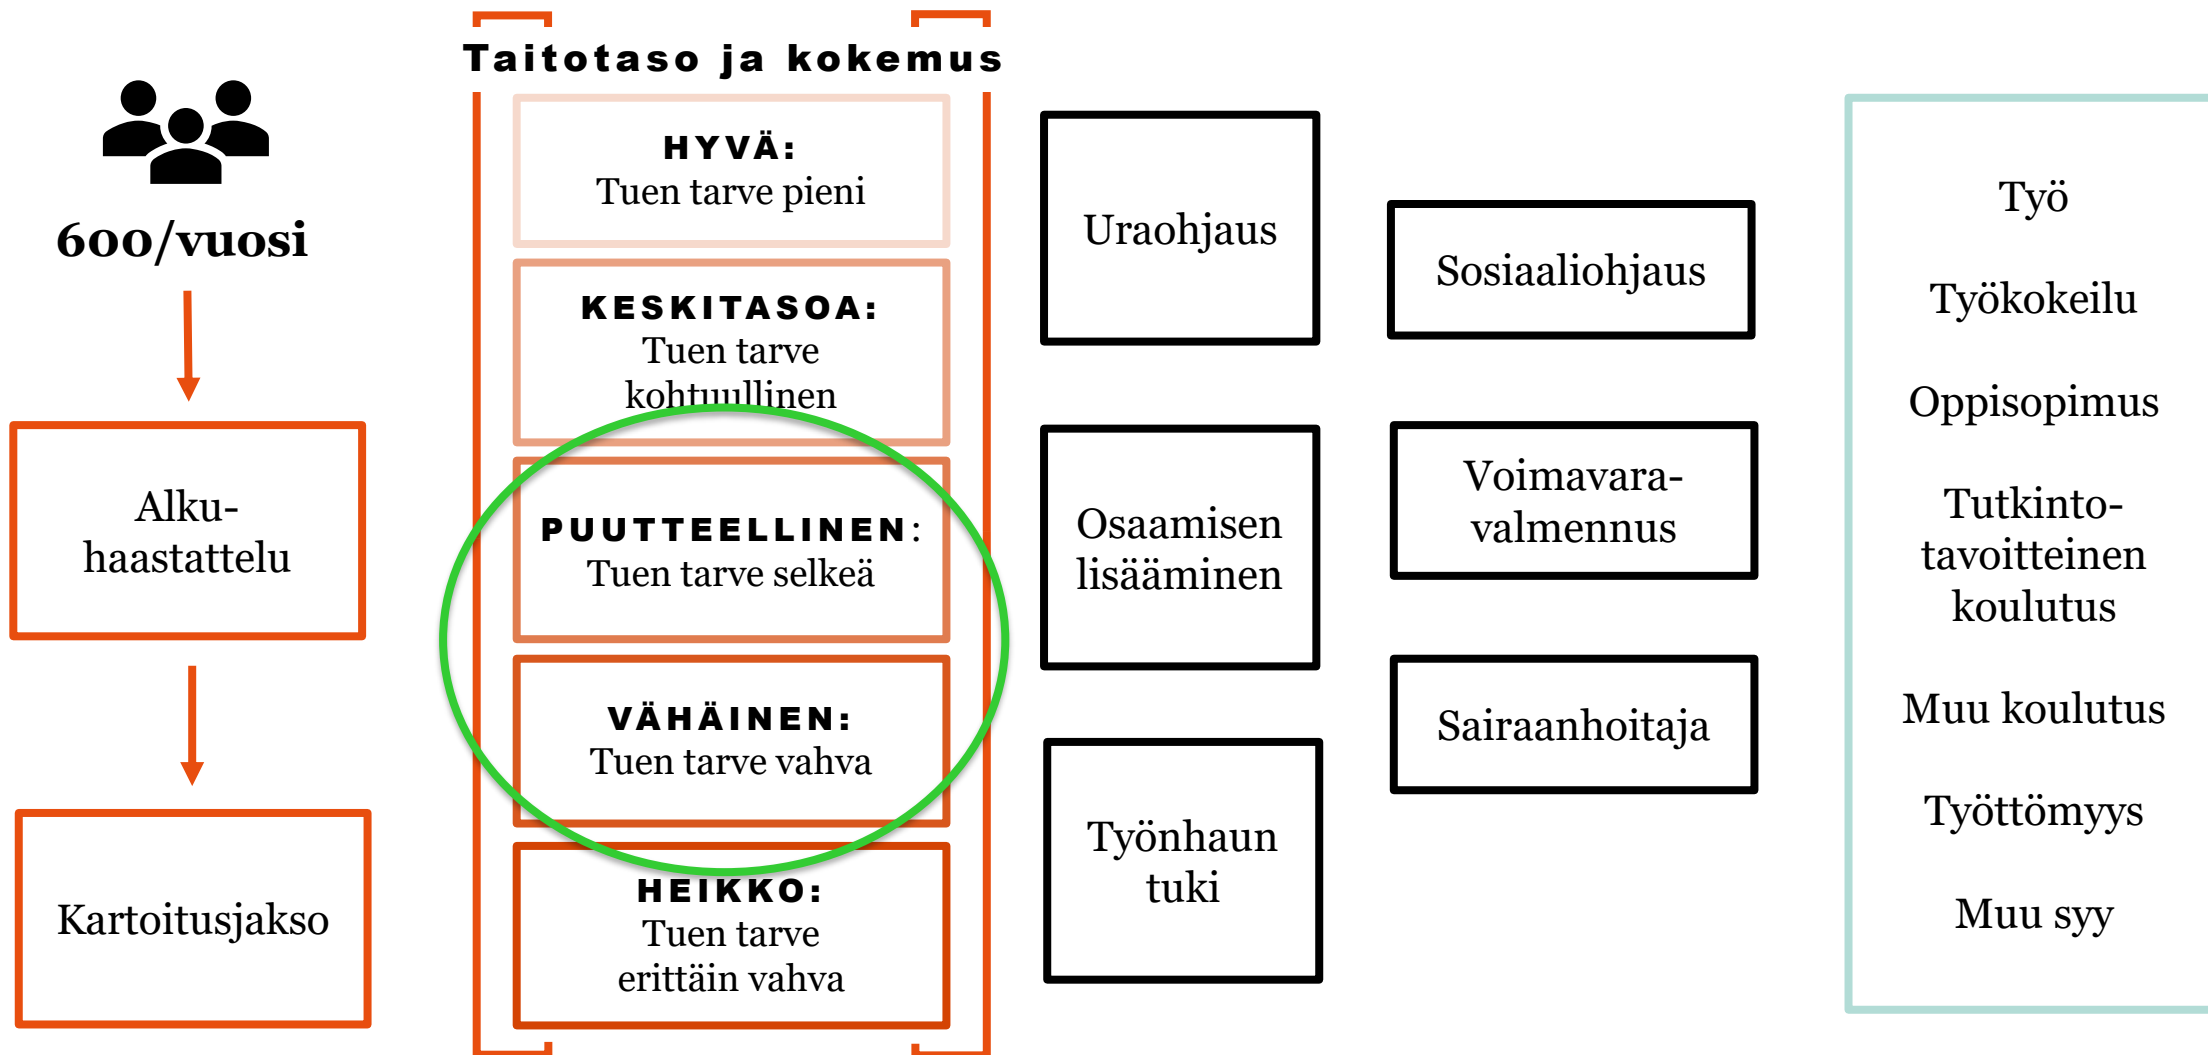 600/vuosi
Alku-
haastattelu
Kartoitusjakso
Taitotaso ja kokemus
HYVÄ:
Tuen tarve pieni
KESKITASOA:
Tuen tarve
kohtuullinen
PUUTTEELLINEN:
Tuen tarve selkeä
VÄHÄINEN:
Tuen tarve vahva
HEIKKO:
Tuen tarve
erittäin vahva
Uraohjaus
Osaamisen
lisääminen
Työnhaun
tuki
Sosiaaliohjaus
Voimavara-
valmennus
Sairaanhoitaja
Työ
Työkokeilu
Oppisopimus
Tutkinto-
tavoitteinen
koulutus
Muu koulutus
Työttömyys
Muu syy